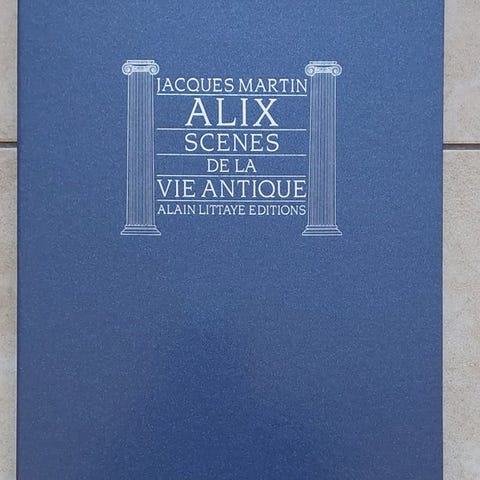 JACQUES MARTIN
ALIX
SCENES
DE LA
VIE ANTIQUE
ALAIN LITTAYE EDITIONS